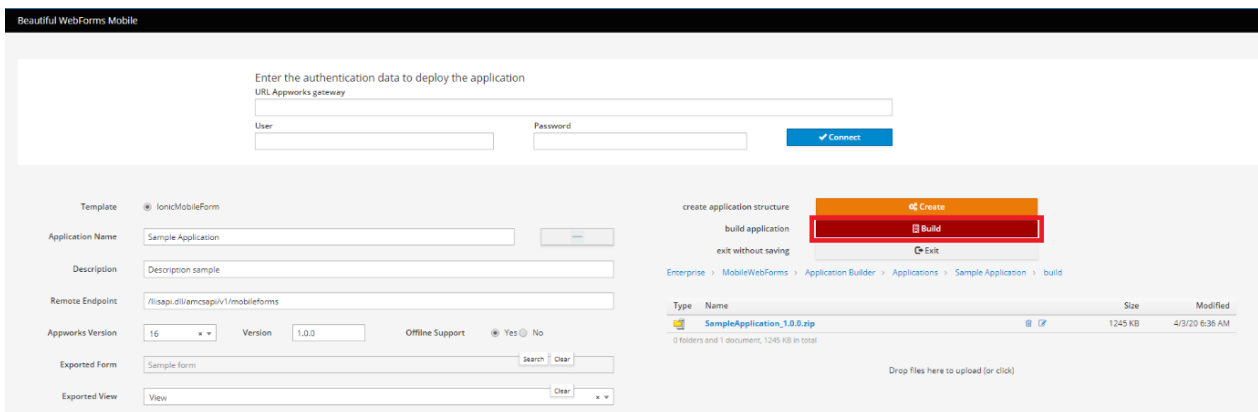 Beautiful WebForms Mobile
Enter the authentication data to deploy the application
URL Appworks gateway
User Password
Connect
Template IonicMobileForm
Application Name Sample Application
Description Description sample
Remote Endpoint /llisapi.dll/amcsapi/v1/mobileforms
Appworks Version 16 × Version 1.0.0 Offilne Support Yes No
Exported Form Sample form Search Clear
Exported View View Clear ×
create application structure Create
build application Build
exit without saving Exit
Enterprise > MobileWebForms > Application Builder > Applications > Sample Application > build
Type Name Size Modified
SampleApplication_1.0.0.zip 1245 KB 4/3/20 6:36 AM
0 folders and 1 document, 1245 KB in total
Drop files here to upload (or click)